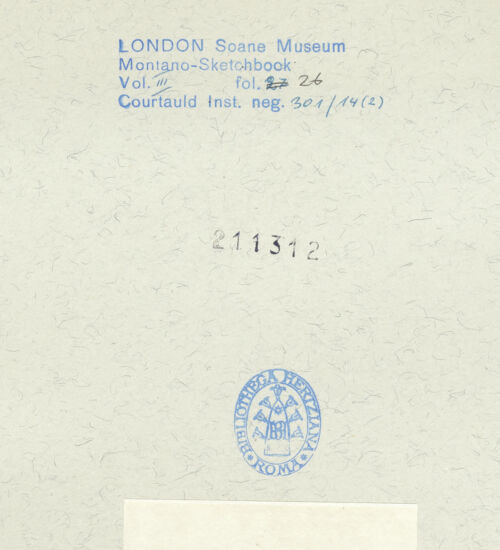 LONDON Soane Museum
Montano-Sketchbook
Vol. III fol. 27 26
Courtauld Inst. neg. 301/14(2)
211312
BIBLIOTHECA HERTZIANA
ROMA